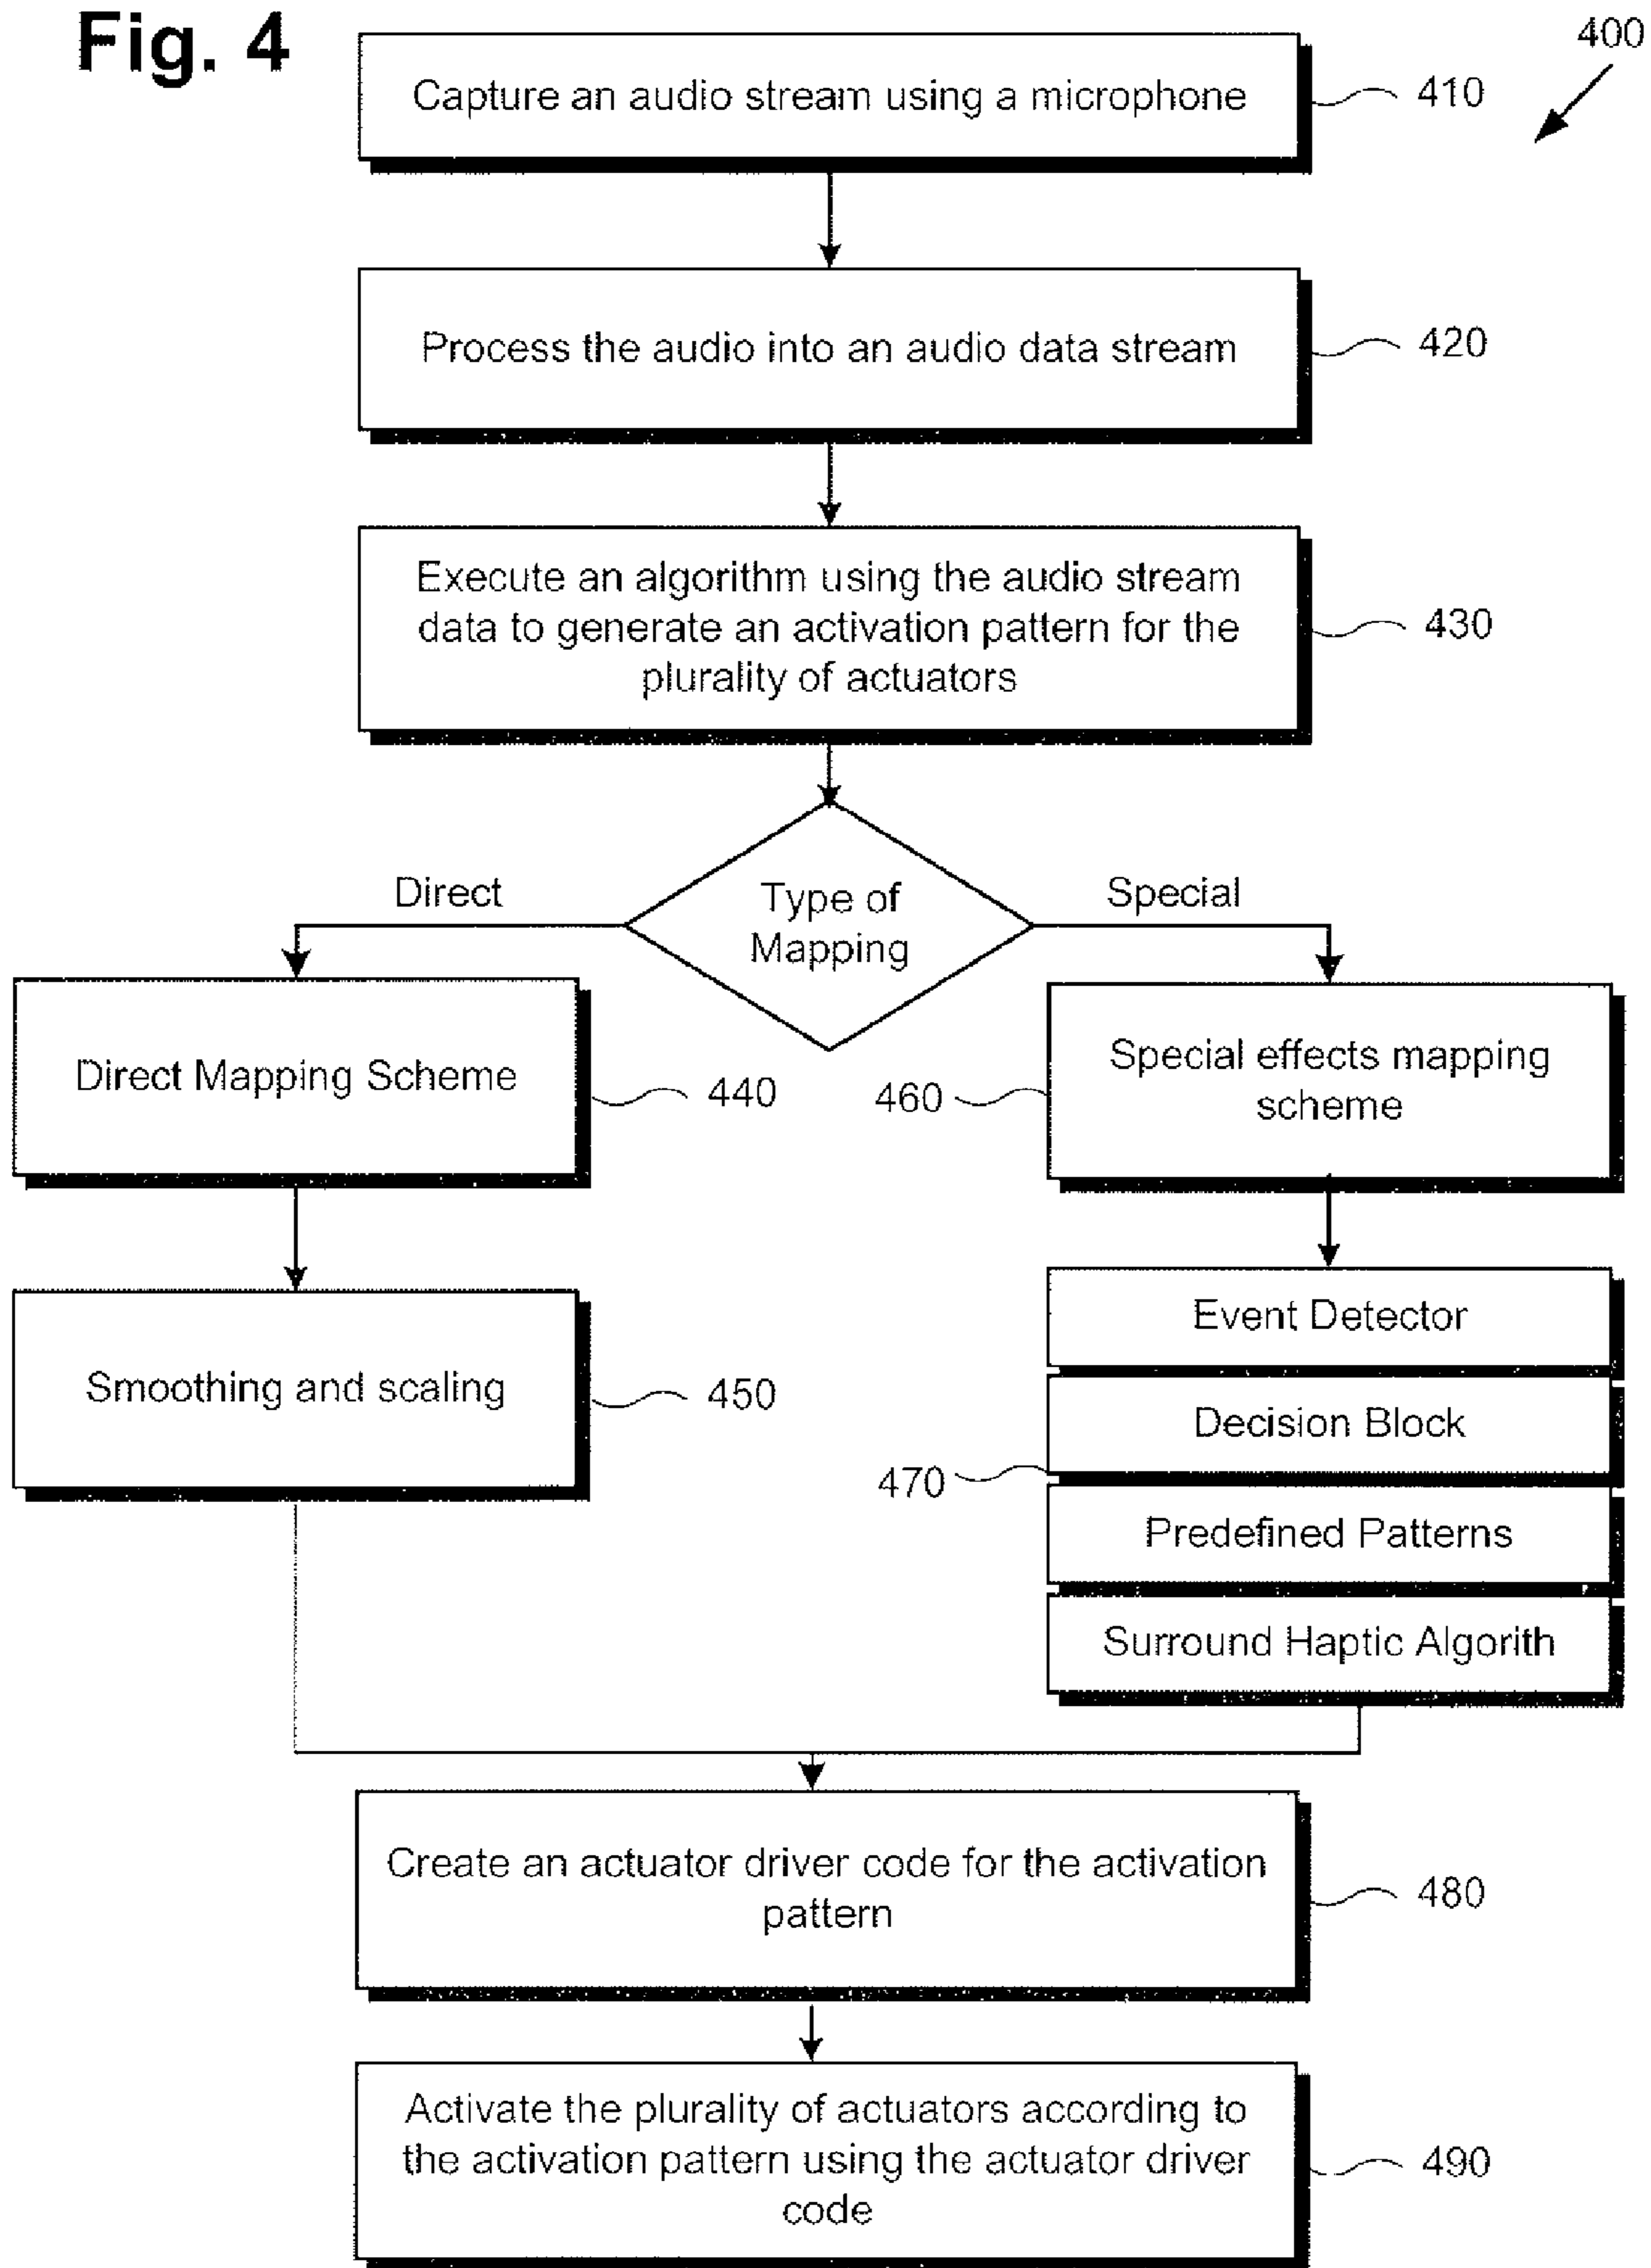 Fig. 4
400
Capture an audio stream using a microphone
410
Process the audio into an audio data stream
420
Execute an algorithm using the audio stream
data to generate an activation pattern for the
plurality of actuators
430
Type of
Mapping
Direct
Special
Direct Mapping Scheme
440
Special effects mapping
scheme
460
Smoothing and scaling
450
Event Detector
Decision Block
470
Predefined Patterns
Surround Haptic Algorith
Create an actuator driver code for the activation
pattern
480
Activate the plurality of actuators according to
the activation pattern using the actuator driver
code
490